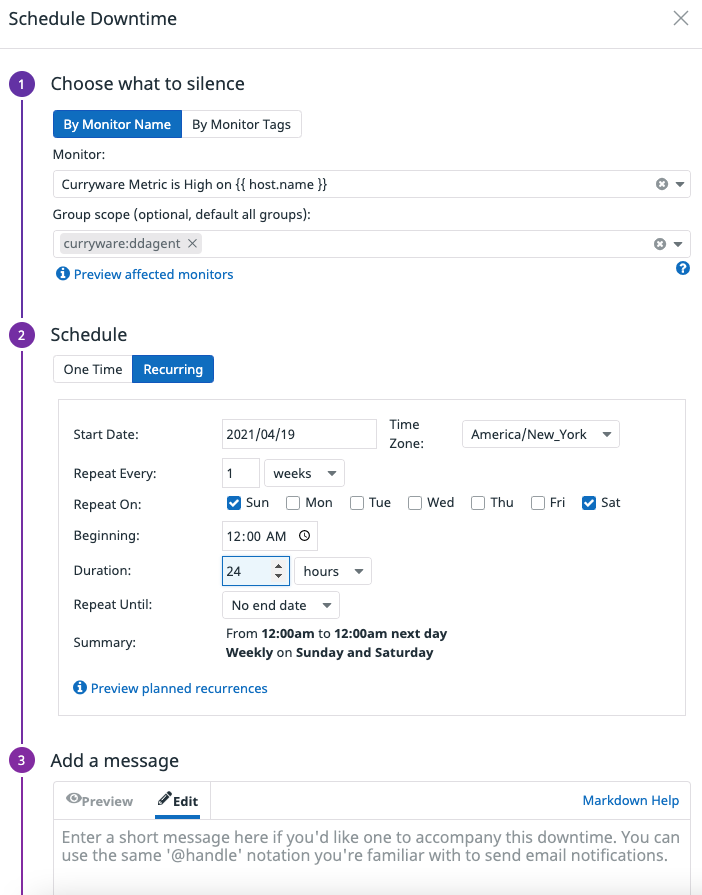 Schedule Downtime
1 Choose what to silence
By Monitor Name By Monitor Tags
Monitor:
Curryware Metric is High on {{ host.name }}
Group scope (optional, default all groups):
curryware:ddagent
Preview affected monitors
2 Schedule
One Time Recurring
Start Date: 2021/04/19 Time Zone: America/New_York
Repeat Every: 1 weeks
Repeat On: Sun Mon Tue Wed Thu Fri Sat
Beginning: 12:00 AM
Duration: 24 hours
Repeat Until: No end date
Summary: From 12:00am to 12:00am next day
Weekly on Sunday and Saturday
Preview planned recurrences
3 Add a message
Preview Edit Markdown Help
Enter a short message here if you'd like one to accompany this downtime. You can
use the same '@handle' notation you're familiar with to send email notifications.